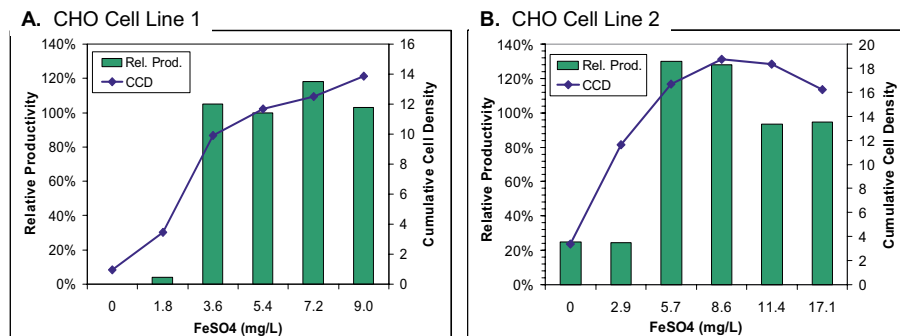 A. CHO Cell Line 1
140%
120%
100%
80%
60%
40%
20%
0%
Relative Productivity
Rel. Prod.
CCD
16
14
12
10
8
6
4
2
0
Cumulative Cell Density
0 1.8 3.6 5.4 7.2 9.0
FeSO4 (mg/L)
B. CHO Cell Line 2
140%
120%
100%
80%
60%
40%
20%
0%
Relative Productivity
Rel. Prod.
CCD
20
18
16
14
12
10
8
6
4
2
0
Cumulative Cell Density
0 2.9 5.7 8.6 11.4 17.1
FeSO4 (mg/L)